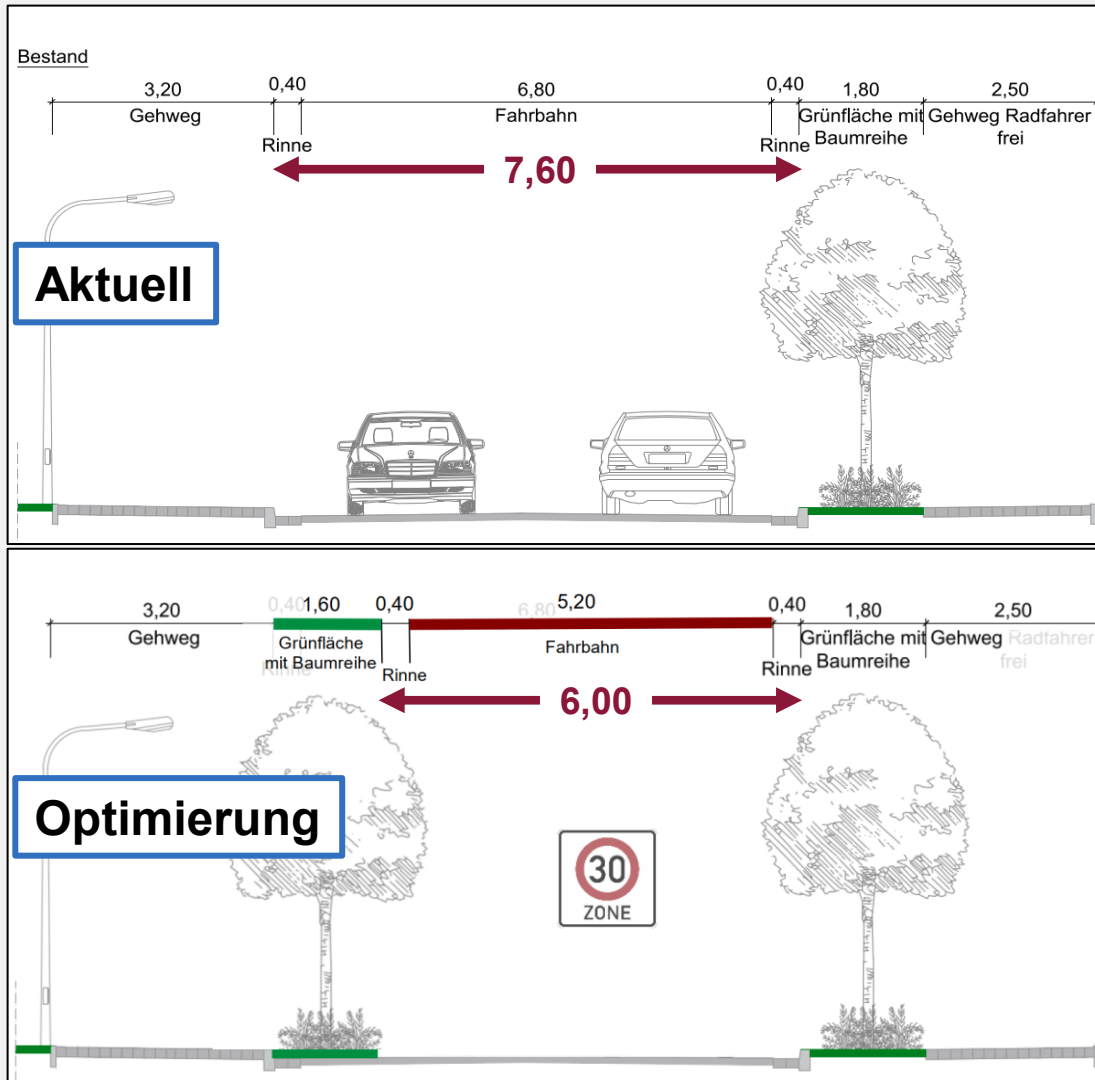 Bestand
3,20 0,40 6,80 0,40 1,80 2,50
Gehweg Fahrbahn Grünfläche mit Gehweg Radfahrer
Rinne Rinne Baumreihe frei
7,60
Aktuell
3,20 0,40 1,60 0,40 6,80 5,20 0,40 1,80 2,50
Gehweg Grünfläche Fahrbahn Grünfläche mit Gehweg Radfahrer
mit Baumreihe Baumreihe frei
Rinne Rinne Rinne
6,00
Optimierung
30
ZONE